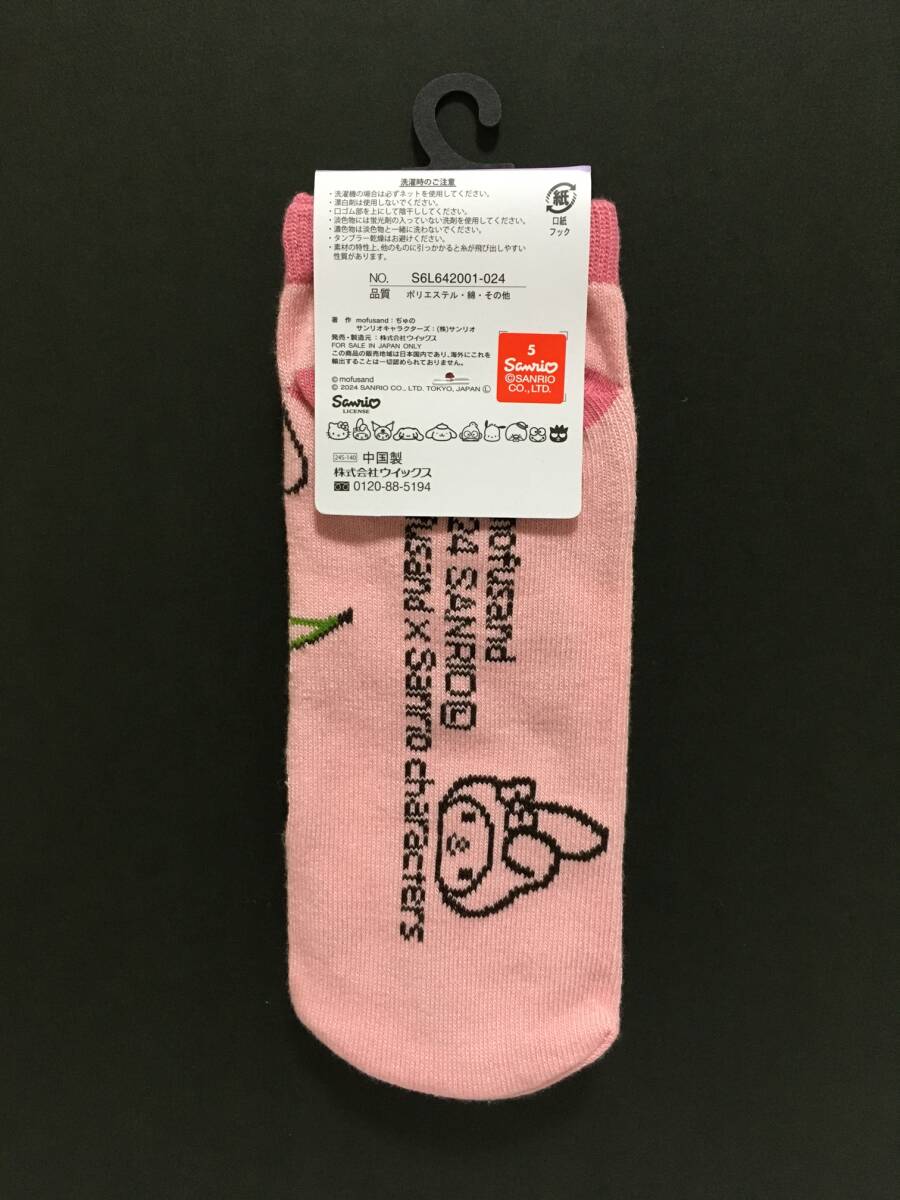 洗濯時のご注意
・洗濯機の場合は必ずネットを使用してください。
・漂白剤は使用しないでください。
・口ゴム部を上にして陰干ししてください。
・淡色物には蛍光剤の入っていない洗剤を使用してください。
・濃色物は淡色物と一緒に洗わないでください。
・タンブラー乾燥はお避けください。
・素材の特性上、他のものに引っかかると糸が飛び出しやすい
性質があります。
紙
口紙
フック
NO. S6L642001-024
品質 ポリエステル・綿・その他
著 作 mofusand：ぢゅの
サンリオキャラクターズ：(株)サンリオ
発売・製造元：株式会社ウイックス
FOR SALE IN JAPAN ONLY
この商品の販売地域は日本国内であり、海外にこれを
輸出することは一切認められておりません。
©mofusand
© 2024 SANRIO CO., LTD. TOKYO, JAPAN Ⓛ
Sanrio
LICENSE
5
Sanrio
©SANRIO
CO., LTD.
245-140 中国製
株式会社ウイックス
0120-88-5194
mofusand
24 SANRIO Ⓛ
usand x Sanrio characters